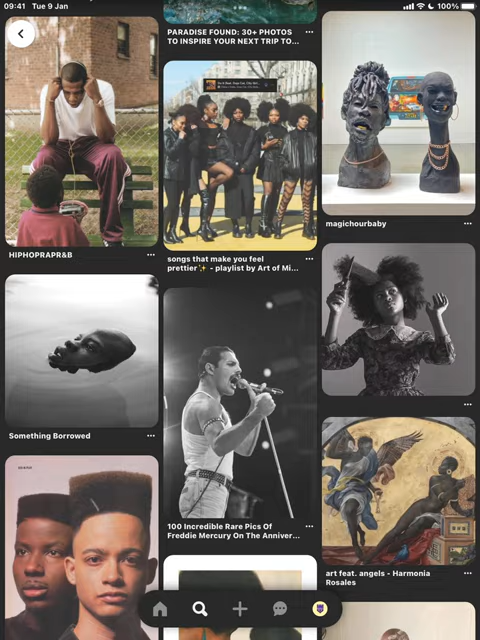 09:41 Tue 9 Jan
100%
PARADISE FOUND: 30+ PHOTOS
TO INSPIRE YOUR NEXT TRIP TO...
HIPHOPRAPR&B
songs that make you feel
prettier✨ - playlist by Art of Mi...
magichourbaby
Something Borrowed
100 Incredible Rare Pics Of
Freddie Mercury On The Anniver...
art feat. angels - Harmonia
Rosales